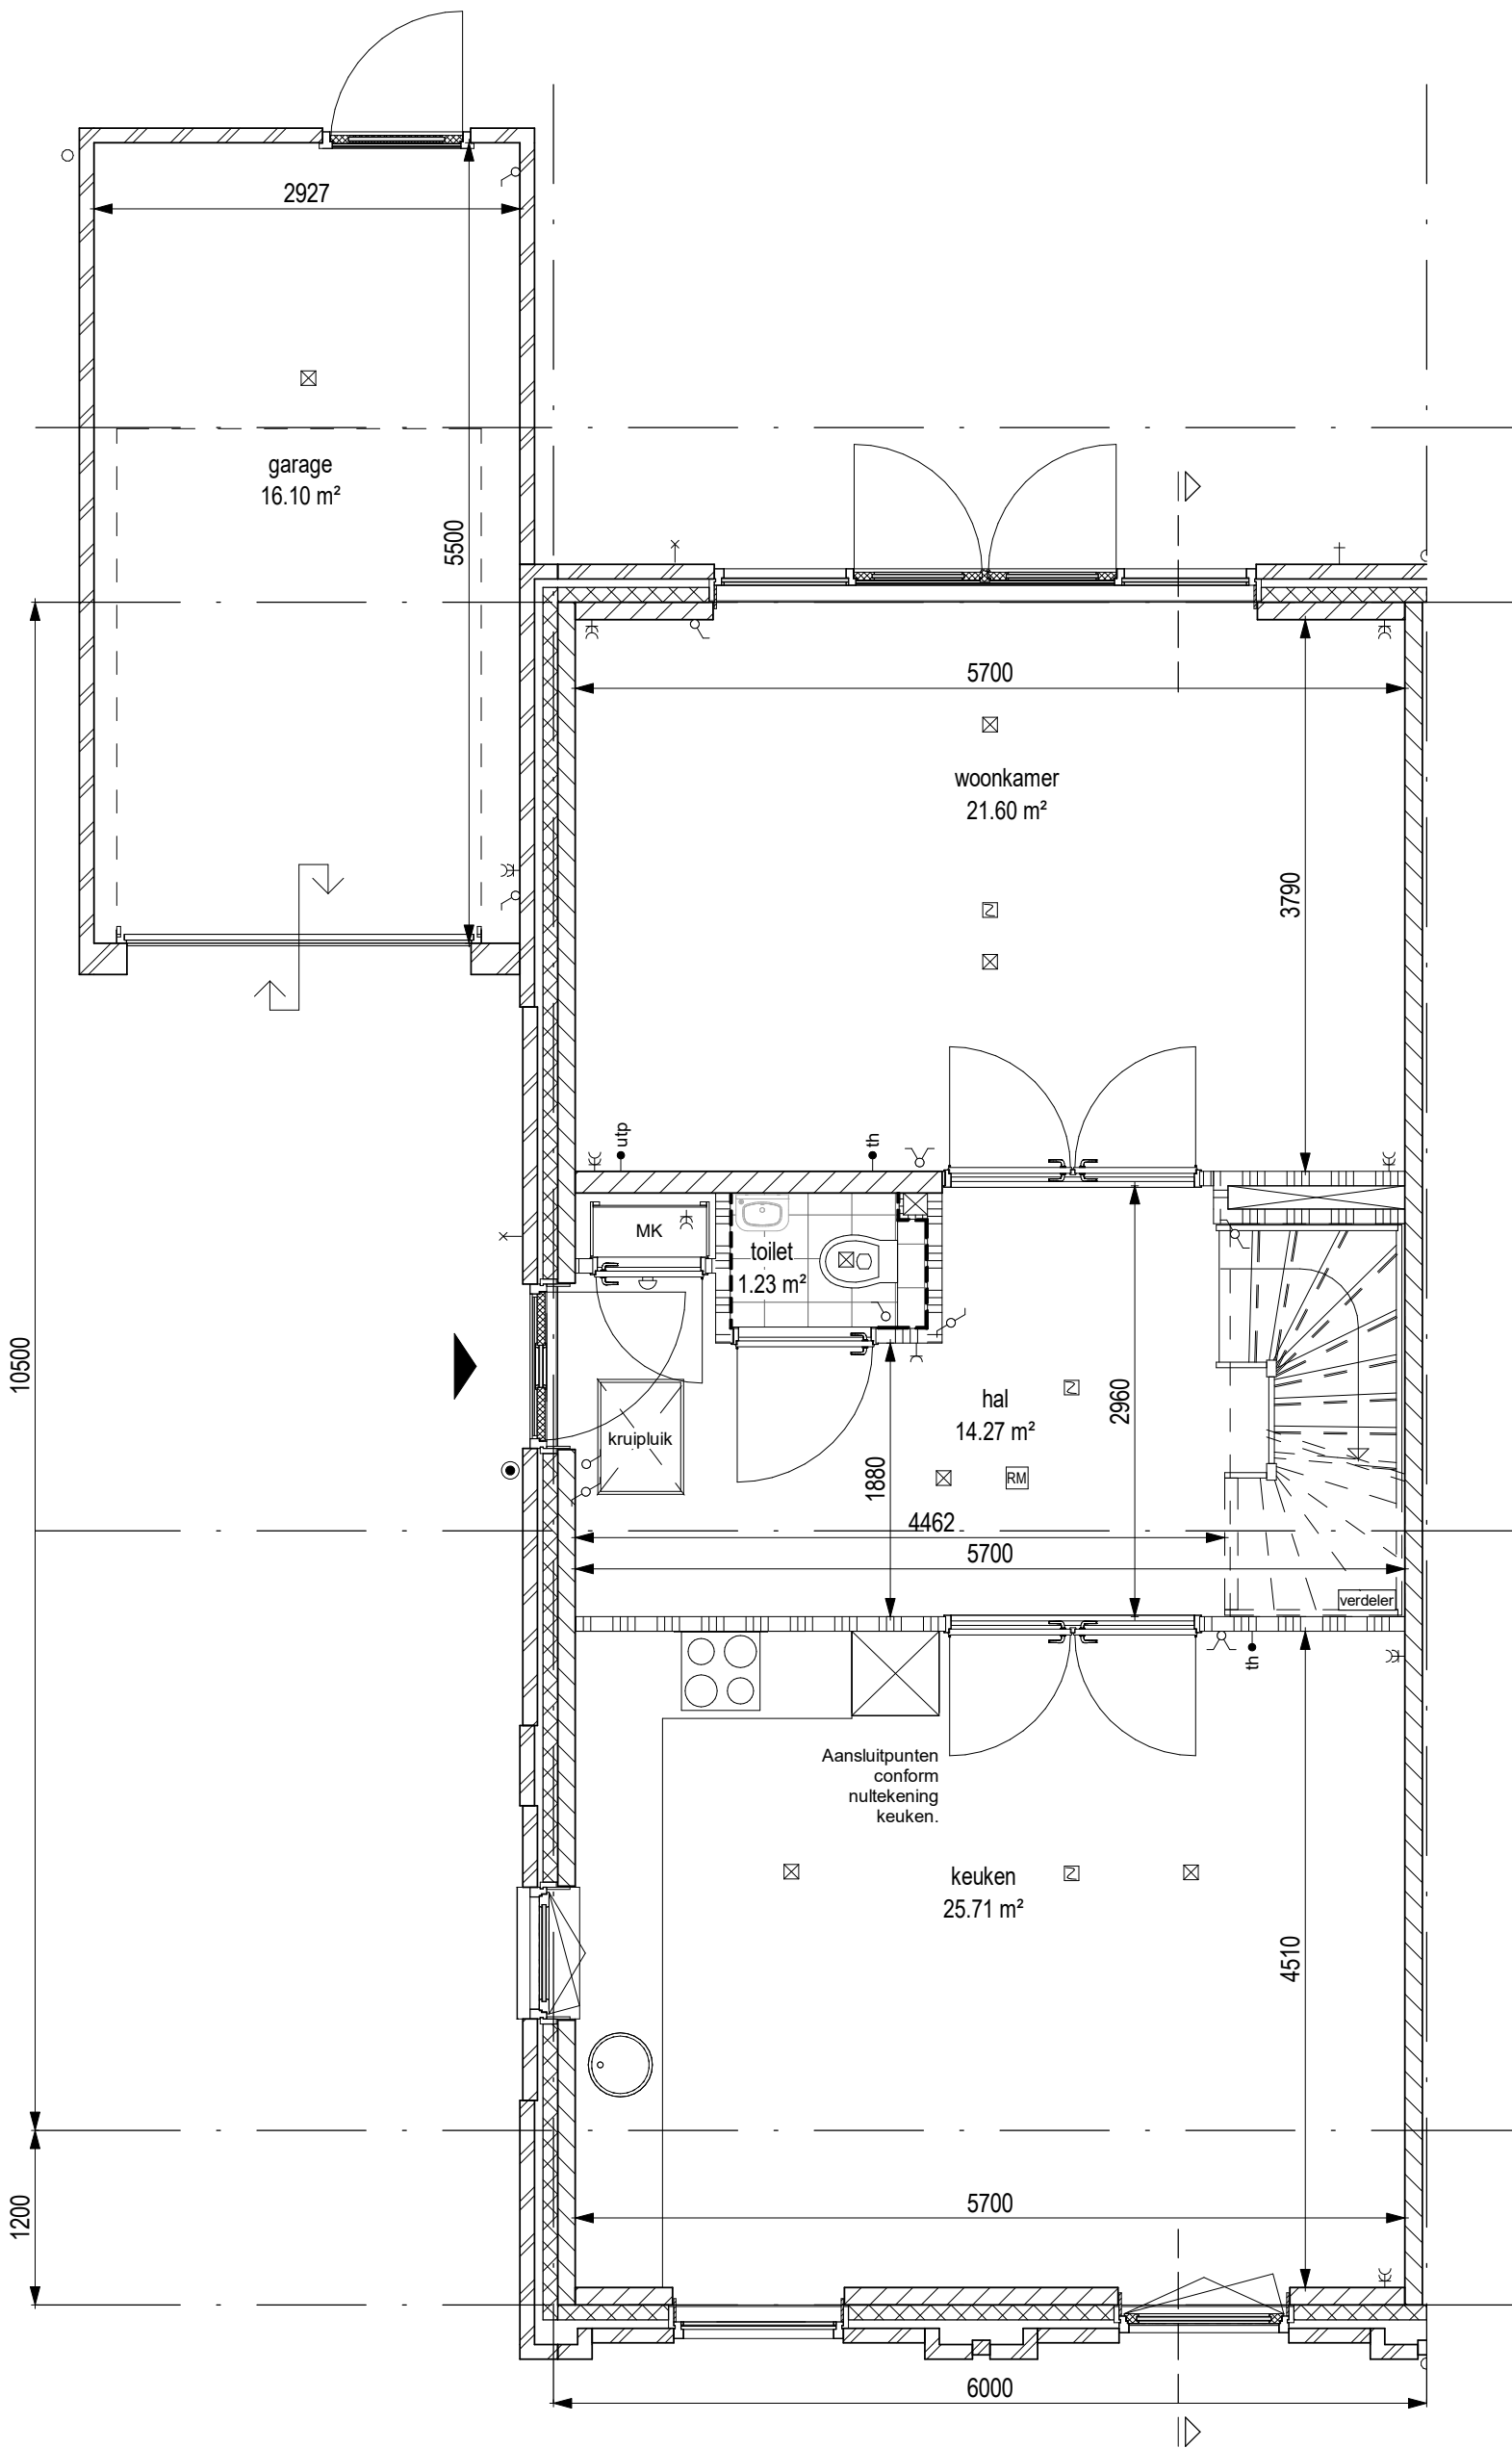 2927
garage
16.10 m²
5500
5700
woonkamer
21.60 m²
3790
utp
th
MK
toilet
1.23 m²
10500
hal
14.27 m²
2960
kruipluik
1880
RM
4462
5700
verdeler
th
Aansluitpunten
conform
nultekening
keuken.
keuken
25.71 m²
4510
1200
5700
6000